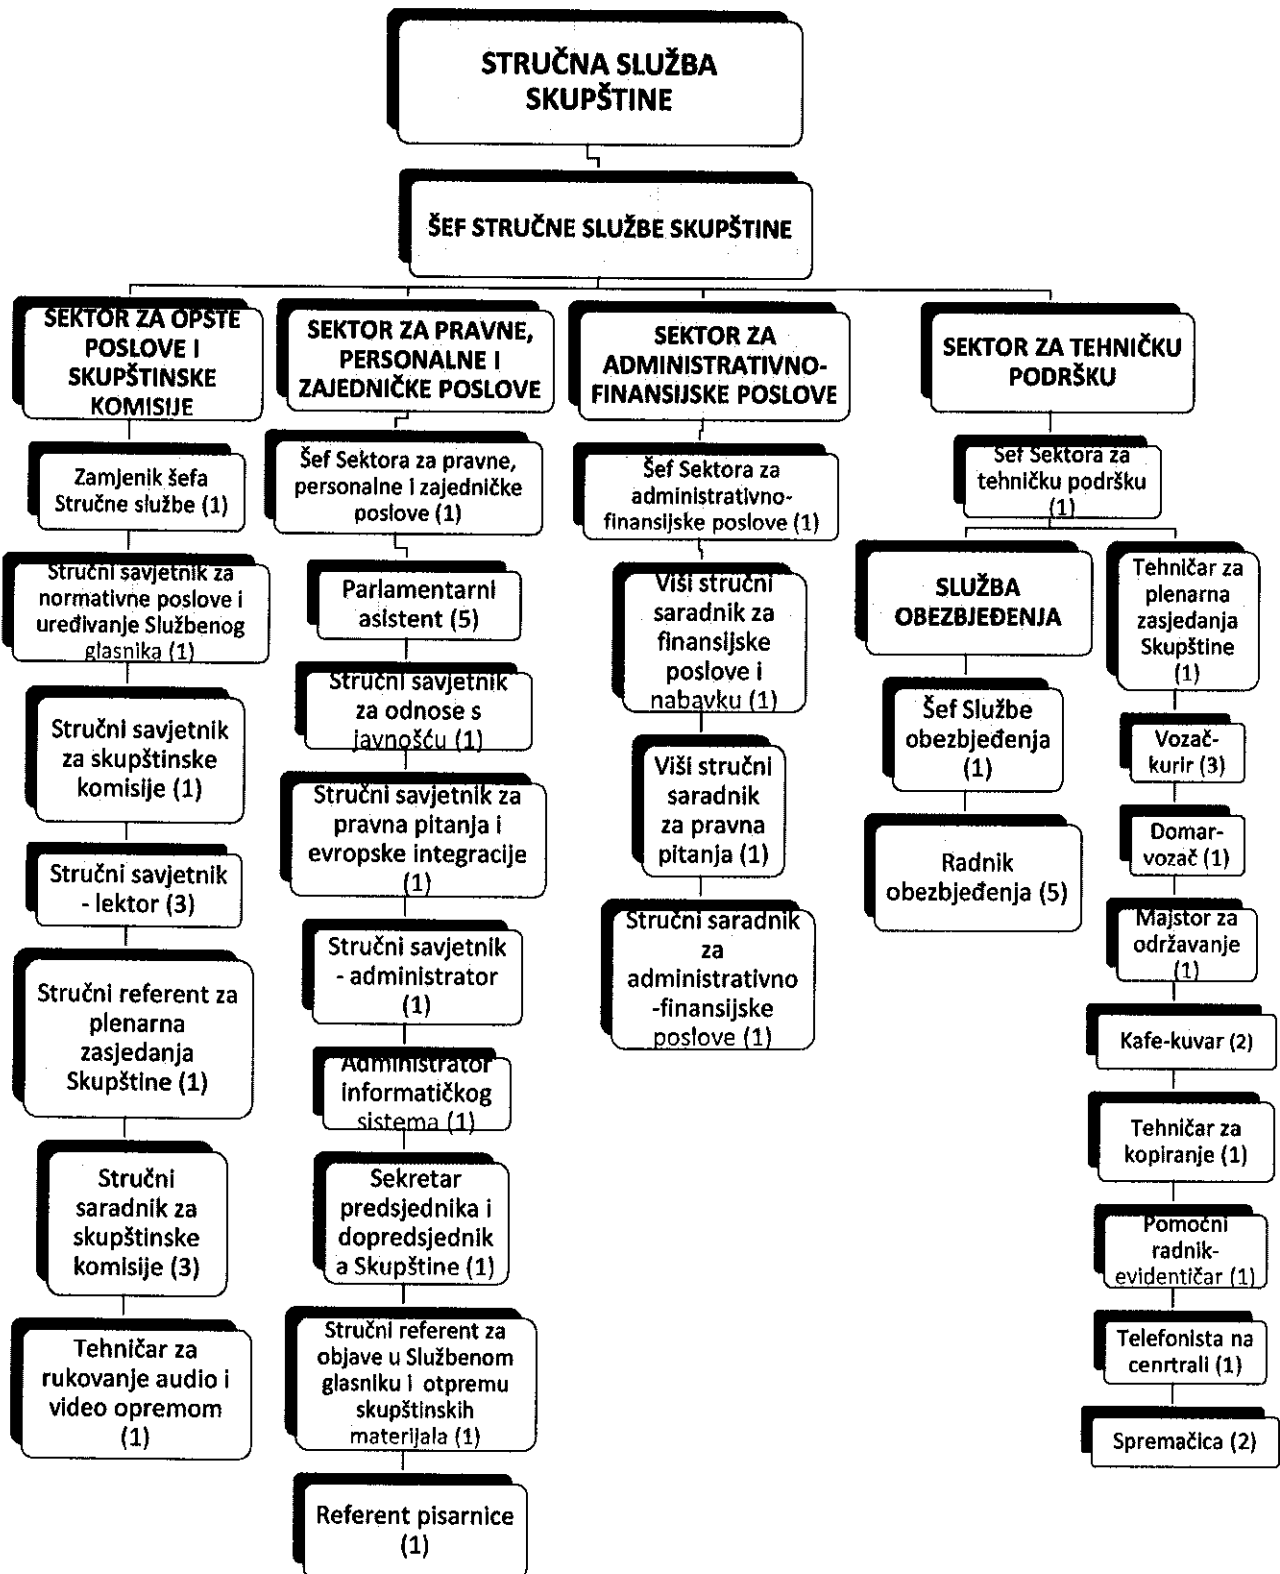 STRUČNA SLUŽBA
SKUPŠTINE
ŠEF STRUČNE SLUŽBE SKUPŠTINE
SEKTOR ZA OPŠTE
POSLOVE I
SKUPŠTINSKE
KOMISIJE
Zamjenik šefa
Stručne službe (1)
Stručni savjetnik za
normativne poslove i
uređivanje Službenog
glasnika (1)
Stručni savjetnik
za skupštinske
komisije (1)
Stručni savjetnik
- lektor (3)
Stručni referent za
plenarna
zasjedanja
Skupštine (1)
Stručni
saradnik za
skupštinske
komisije (3)
Tehničar za
rukovanje audio i
video opremom
(1)
SEKTOR ZA PRAVNE,
PERSONALNE I
ZAJEDNIČKE POSLOVE
Šef Sektora za pravne,
personalne i zajedničke
poslove (1)
Parlamentarni
asistent (5)
Stručni savjetnik
za odnose s
javnošću (1)
Stručni savjetnik za
pravna pitanja i
evropske integracije
(1)
Stručni savjetnik
- administrator
(1)
Administrator
informatičkog
sistema (1)
Sekretar
predsjednika i
dopredsjednik
a Skupštine (1)
Stručni referent za
objave u Službenom
glasniku i otpremu
skupštinskih
materijala (1)
Referent pisarnice
(1)
SEKTOR ZA
ADMINISTRATIVNO-
FINANSIJSKE POSLOVE
Šef Sektora za
administrativno-
finansijske poslove (1)
Viši stručni
saradnik za
finansijske
poslove i
nabavku (1)
Viši stručni
saradnik
za pravna
pitanja (1)
Stručni saradnik
za
administrativno
-finansijske
poslove (1)
SEKTOR ZA TEHNIČKU
PODRŠKU
Šef Sektora za
tehničku podršku
(1)
SLUŽBA
OBEZBJEĐENJA
Šef Službe
obezbjeđenja
(1)
Radnik
obezbjeđenja (5)
Tehničar za
plenarna
zasjedanja
Skupštine
(1)
Vozač-
kurir (3)
Domar-
vozač (1)
Majstor za
održavanje
(1)
Kafe-kuvar (2)
Tehničar za
kopiranje (1)
Pomoćni
radnik-
evidentičar (1)
Telefonista na
cenrtrali (1)
Spremačica (2)